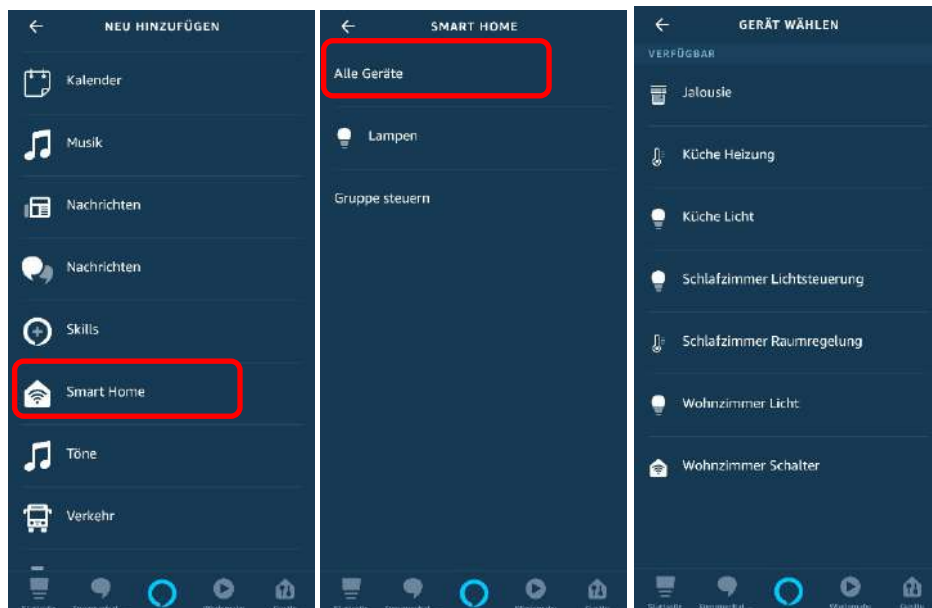 NEU HINZUFÜGEN
Kalender
Musik
Nachrichten
Nachrichten
Skills
Smart Home
Töne
Verkehr
SMART HOME
Alle Geräte
Lampen
Gruppe steuern
GERÄT WÄHLEN
VERFÜGBAR
Jalousie
Küche Heizung
Küche Licht
Schlafzimmer Lichtsteuerung
Schlafzimmer Raumregelung
Wohnzimmer Licht
Wohnzimmer Schalter